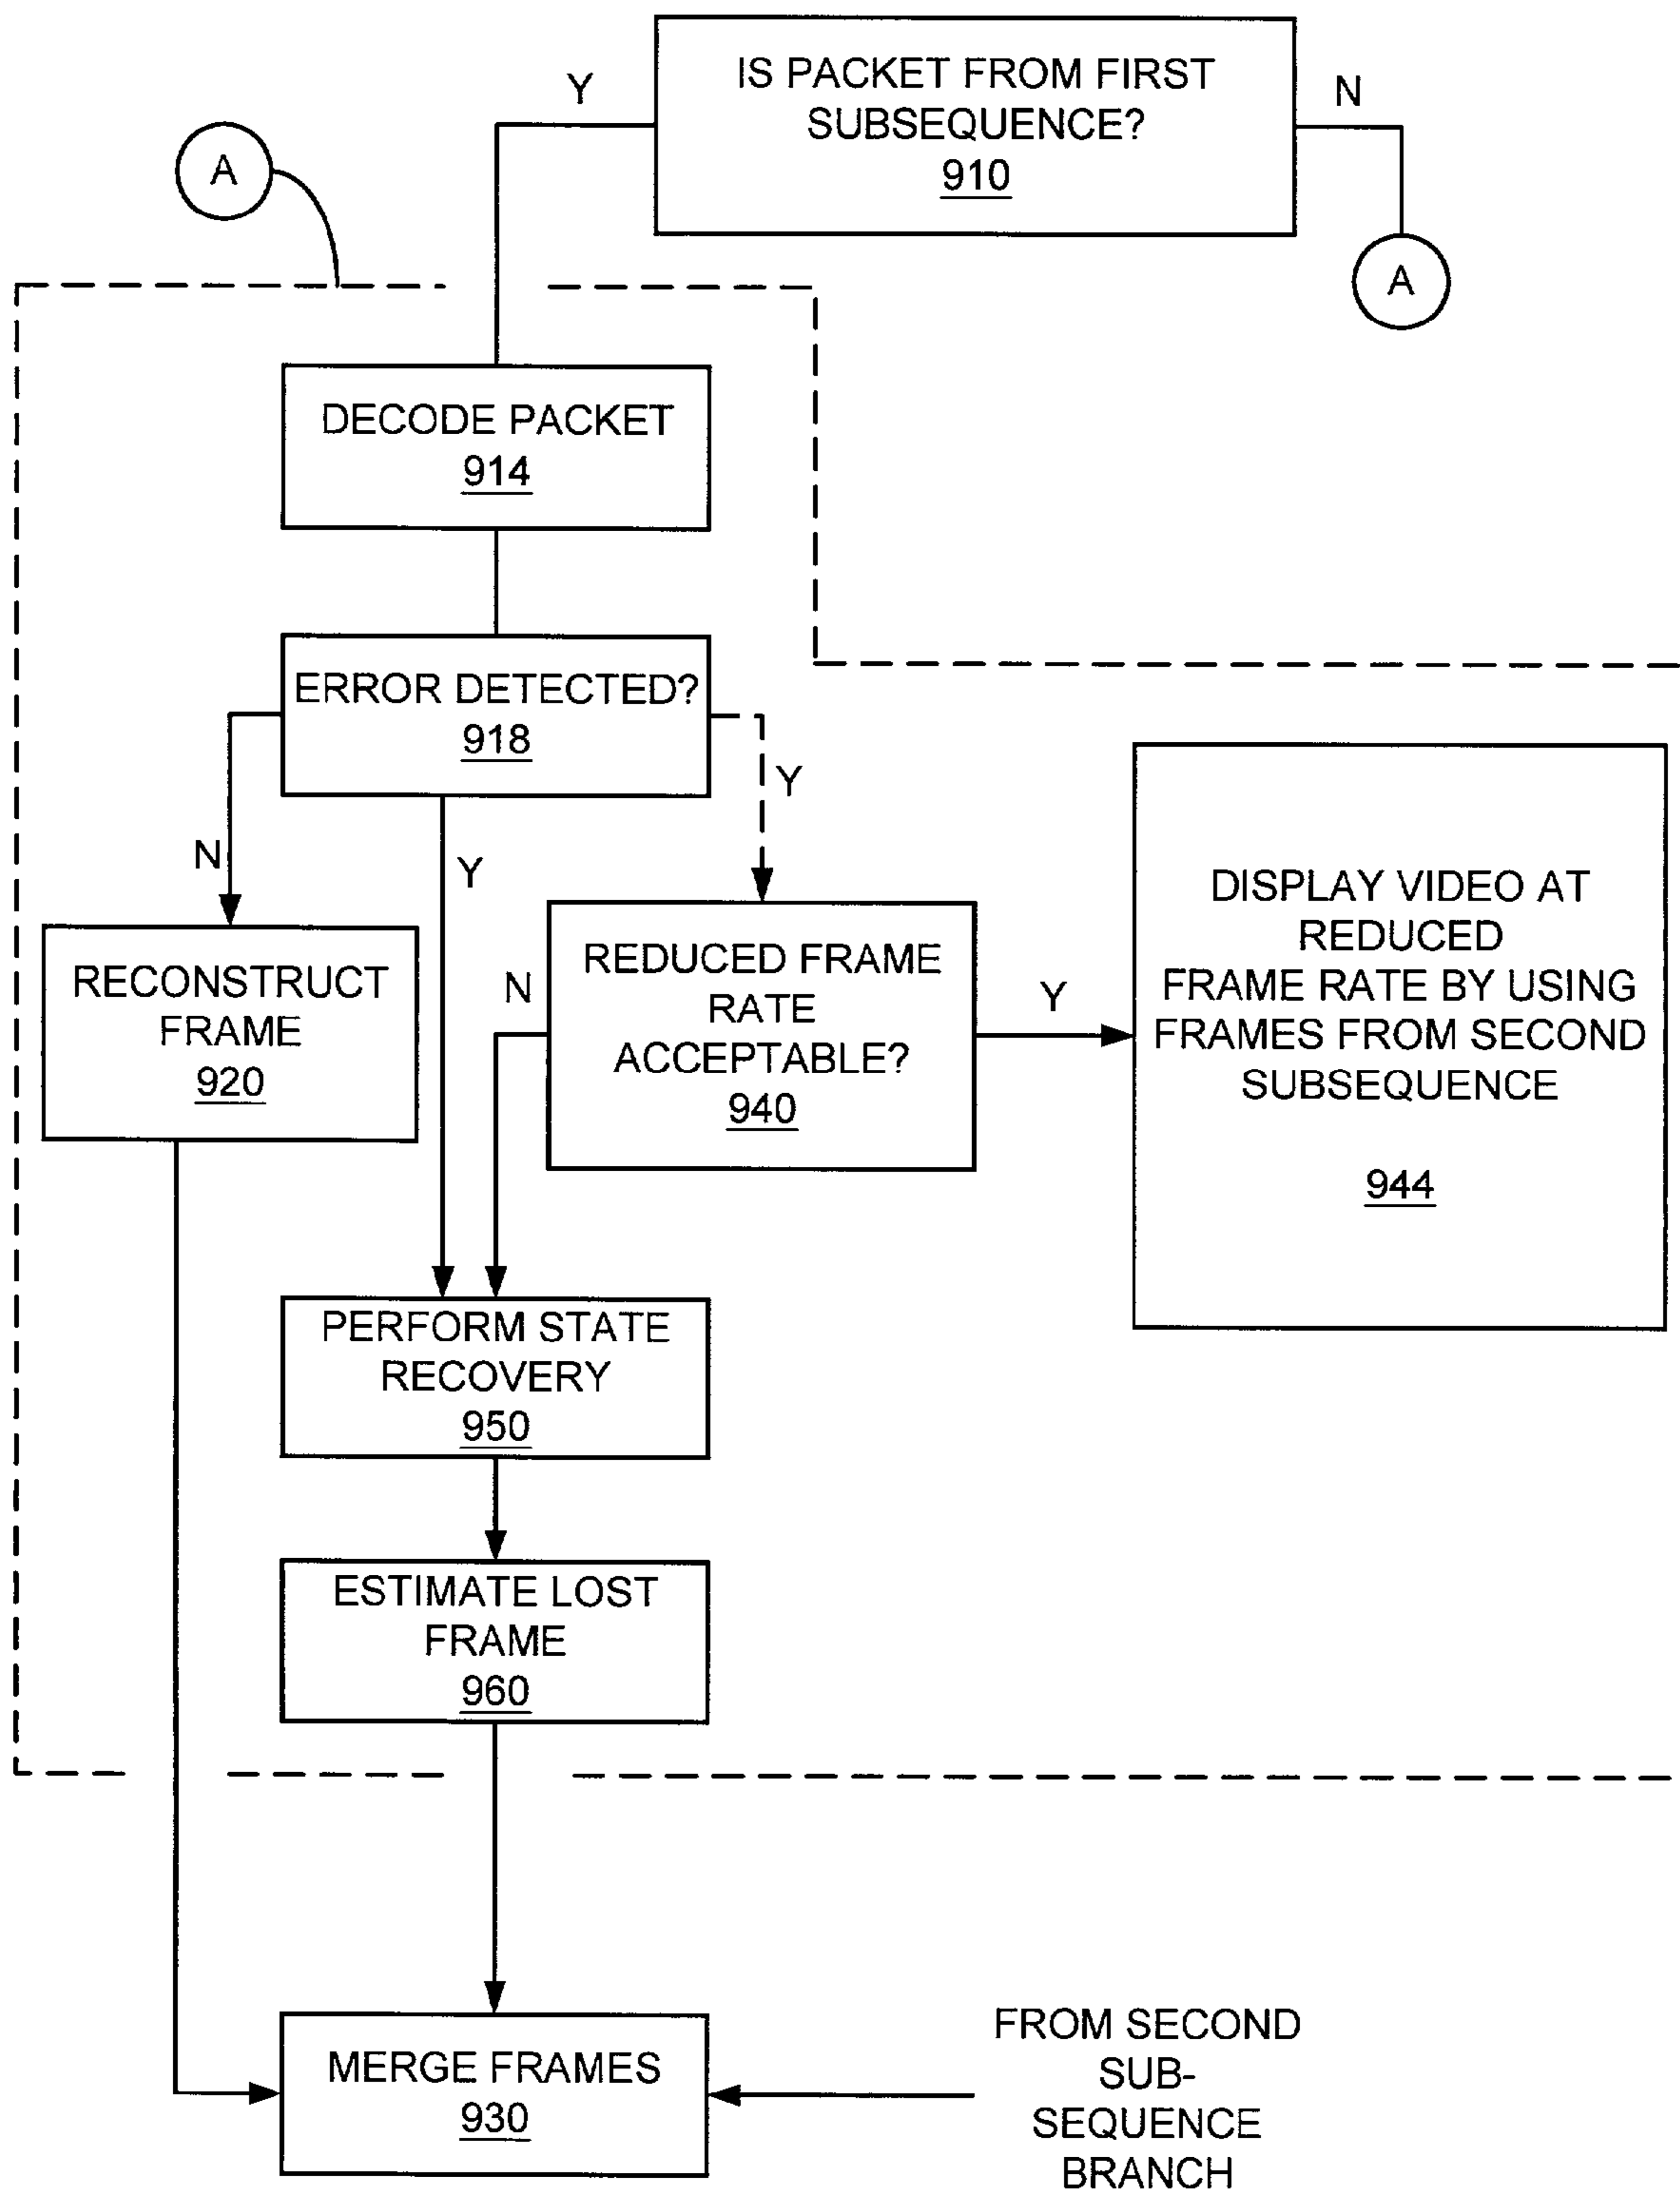 IS PACKET FROM FIRST
SUBSEQUENCE?
910
Y
N
A
A
DECODE PACKET
914
ERROR DETECTED?
918
N
Y
Y
RECONSTRUCT
FRAME
920
REDUCED FRAME
RATE
ACCEPTABLE?
940
N
Y
DISPLAY VIDEO AT
REDUCED
FRAME RATE BY USING
FRAMES FROM SECOND
SUBSEQUENCE
944
PERFORM STATE
RECOVERY
950
ESTIMATE LOST
FRAME
960
MERGE FRAMES
930
FROM SECOND
SUB-
SEQUENCE
BRANCH